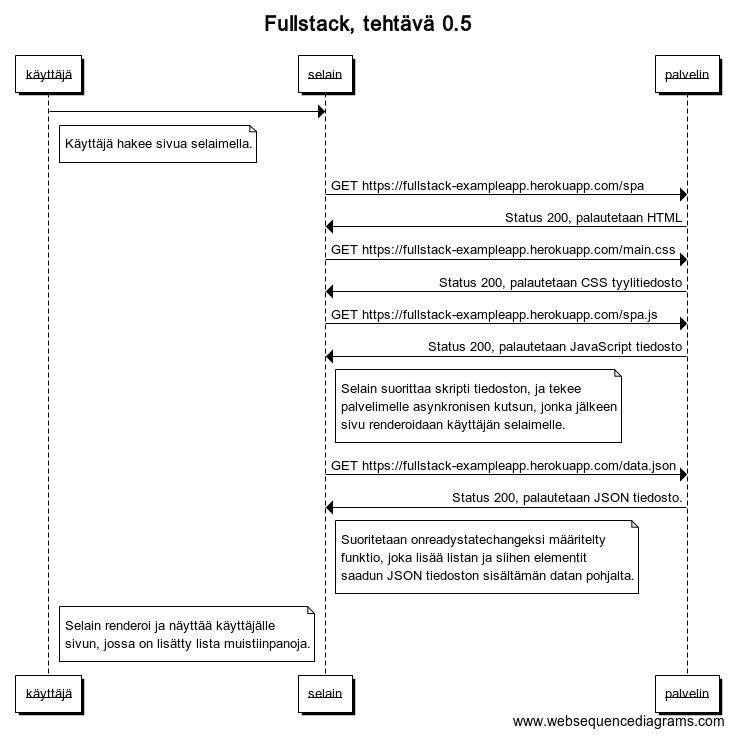 Fullstack, tehtävä 0.5
käyttäjä
selain
palvelin
Käyttäjä hakee sivua selaimella.
GET https://fullstack-exampleapp.herokuapp.com/spa
Status 200, palautetaan HTML
GET https://fullstack-exampleapp.herokuapp.com/main.css
Status 200, palautetaan CSS tyylitiedosto
GET https://fullstack-exampleapp.herokuapp.com/spa.js
Status 200, palautetaan JavaScript tiedosto
Selain suorittaa skripti tiedoston, ja tekee
palvelimelle asynkronisen kutsun, jonka jälkeen
sivu renderoidaan käyttäjän selaimelle.
GET https://fullstack-exampleapp.herokuapp.com/data.json
Status 200, palautetaan JSON tiedosto.
Suoritetaan onreadystatechangeksi määritelty
funktio, joka lisää listan ja siihen elementit
saadun JSON tiedoston sisältämän datan pohjalta.
Selain renderoi ja näyttää käyttäjälle
sivun, jossa on lisätty lista muistiinpanoja.
käyttäjä
selain
palvelin
www.websequencediagrams.com